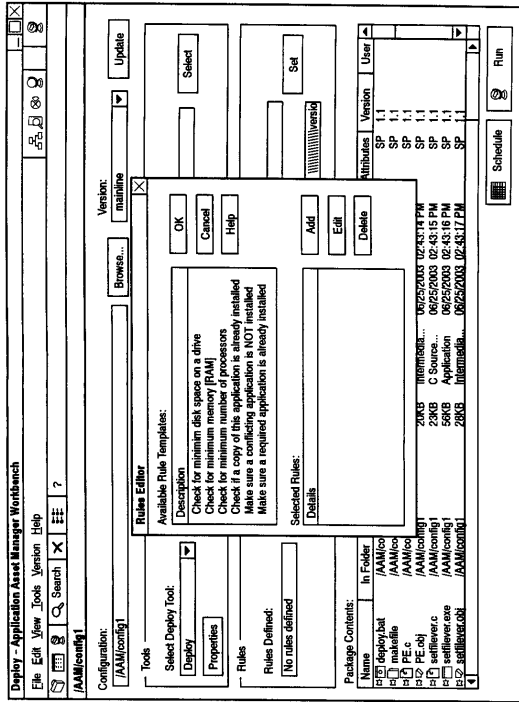 Deploy - Application Asset Manager Workbench
File Edit View Tools Version Help
Search ?
/AAM/config1
Configuration:
Version:
/AAM/config1
Browse...
mainline
Update
Tools
Select Deploy Tool:
Deploy
Properties
Select
Rules
Rules Defined:
No rules defined
Set
versio
Rules Editor
Available Rule Templates:
Description
Check for minimim disk space on a drive
Check for minimum memory [RAM]
Check for minimum number of processors
Check if a copy of this application is already installed
Make sure a conflicting application is NOT installed
Make sure a required application is already installed
OK
Cancel
Help
Selected Rules:
Details
Add
Edit
Delete
Package Contents:
Name In Folder Attributes Version User
deploy.bat /AAM/co SP 1.1
makefile /AAM/co SP 1.1
PE.c /AAM/co SP 1.1
PE.obj /AAM/config1 20KB Intermedia... 06/25/2003 02:43:14 PM SP 1.1
setfilever.c /AAM/config1 23KB C Source... 06/25/2003 02:43:15 PM SP 1.1
setfilever.exe /AAM/config1 56KB Application 06/25/2003 02:43:16 PM SP 1.1
setfilever.obj /AAM/config1 28KB Intermedia... 06/25/2003 02:43:17 PM SP 1.1
Schedule
Run